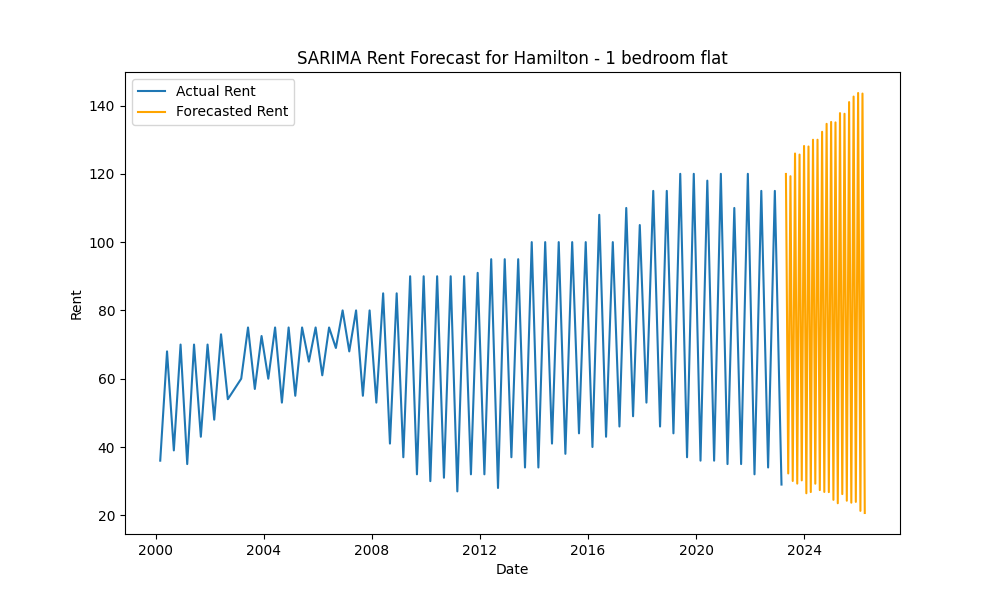 SARIMA Rent Forecast for Hamilton - 1 bedroom flat
Actual Rent
Forecasted Rent
140
120
100
80
60
40
20
Rent
2000 2004 2008 2012 2016 2020 2024
Date